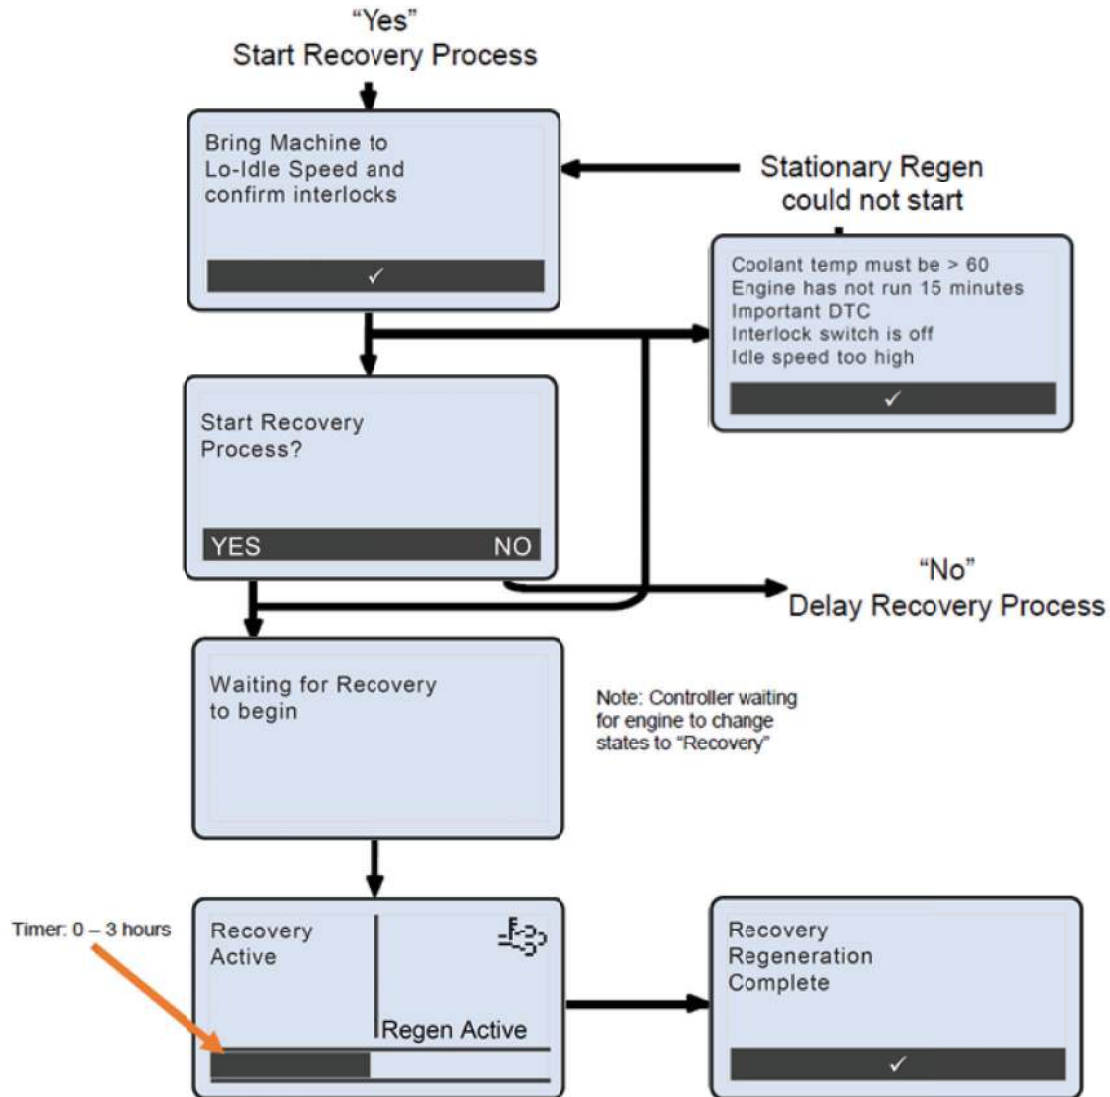 “Yes”
Start Recovery Process
Bring Machine to
Lo-Idle Speed and
confirm interlocks
✓
Stationary Regen
could not start
Coolant temp must be > 60
Engine has not run 15 minutes
Important DTC
Interlock switch is off
Idle speed too high
✓
Start Recovery
Process?
YES NO
“No”
Delay Recovery Process
Waiting for Recovery
to begin
Note: Controller waiting
for engine to change
states to “Recovery”
Timer: 0 – 3 hours
Recovery
Active
Regen Active
Recovery
Regeneration
Complete
✓